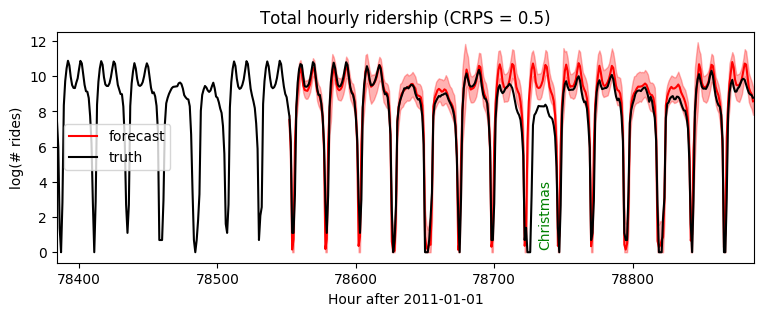 Total hourly ridership (CRPS = 0.5)
log(# rides)
12
10
8
6
4
2
0
forecast
truth
Christmas
78400 78500 78600 78700 78800
Hour after 2011-01-01